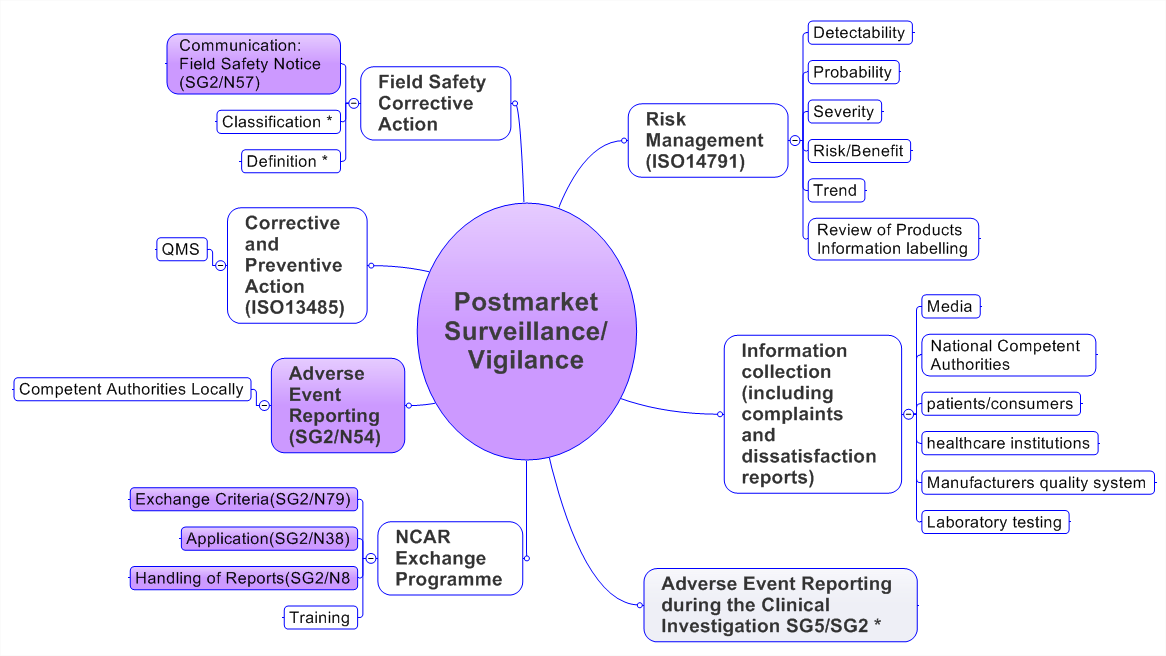 Postmarket
Surveillance/
Vigilance
Field Safety
Corrective
Action
Communication:
Field Safety Notice
(SG2/N57)
Classification *
Definition *
Corrective
and
Preventive
Action
(ISO13485)
QMS
Adverse
Event
Reporting
(SG2/N54)
Competent Authorities Locally
NCAR
Exchange
Programme
Exchange Criteria(SG2/N79)
Application(SG2/N38)
Handling of Reports(SG2/N8
Training
Risk
Management
(ISO14791)
Detectability
Probability
Severity
Risk/Benefit
Trend
Review of Products
Information labelling
Information
collection
(including
complaints
and
dissatisfaction
reports)
Media
National Competent
Authorities
patients/consumers
healthcare institutions
Manufacturers quality system
Laboratory testing
Adverse Event Reporting
during the Clinical
Investigation SG5/SG2 *